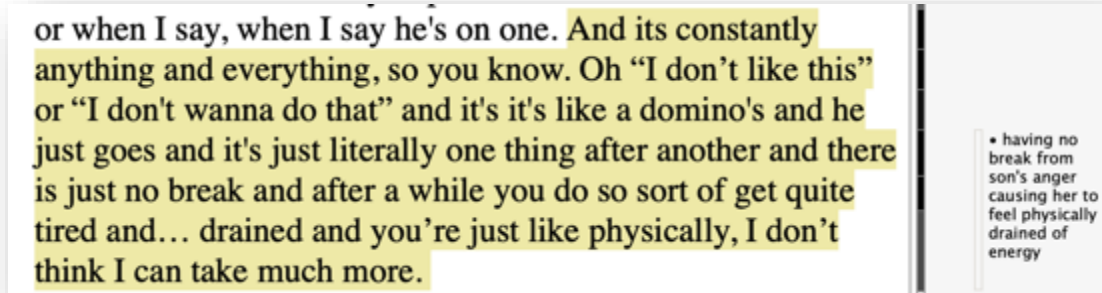 or when I say, when I say he's on one. And its constantly
anything and everything, so you know. Oh “I don’t like this”
or “I don't wanna do that” and it's it's like a domino's and he
just goes and it's just literally one thing after another and there
is just no break and after a while you do so sort of get quite
tired and… drained and you’re just like physically, I don’t
think I can take much more.
• having no
break from
son's anger
causing her to
feel physically
drained of
energy